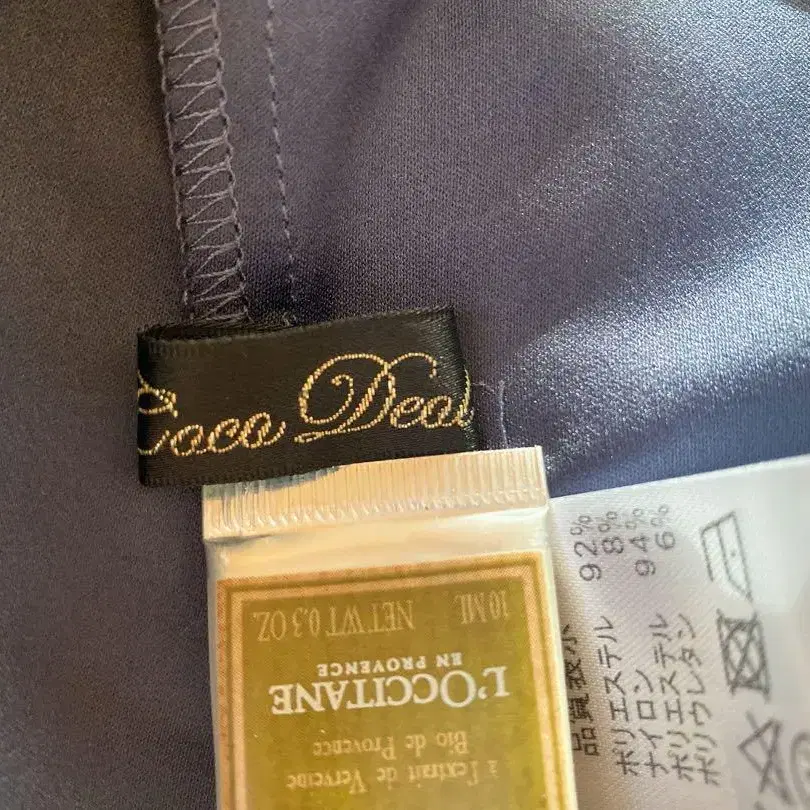 Coco Deal
à l'extrait de Verveine
Bio de Provence
L'OCCITANE
EN PROVENCE
10 ML NET WT 0.3 OZ.
品質表示
ポリエステル 92%
ナイロン 8%
ポリエステル 94%
ポリウレタン 6%